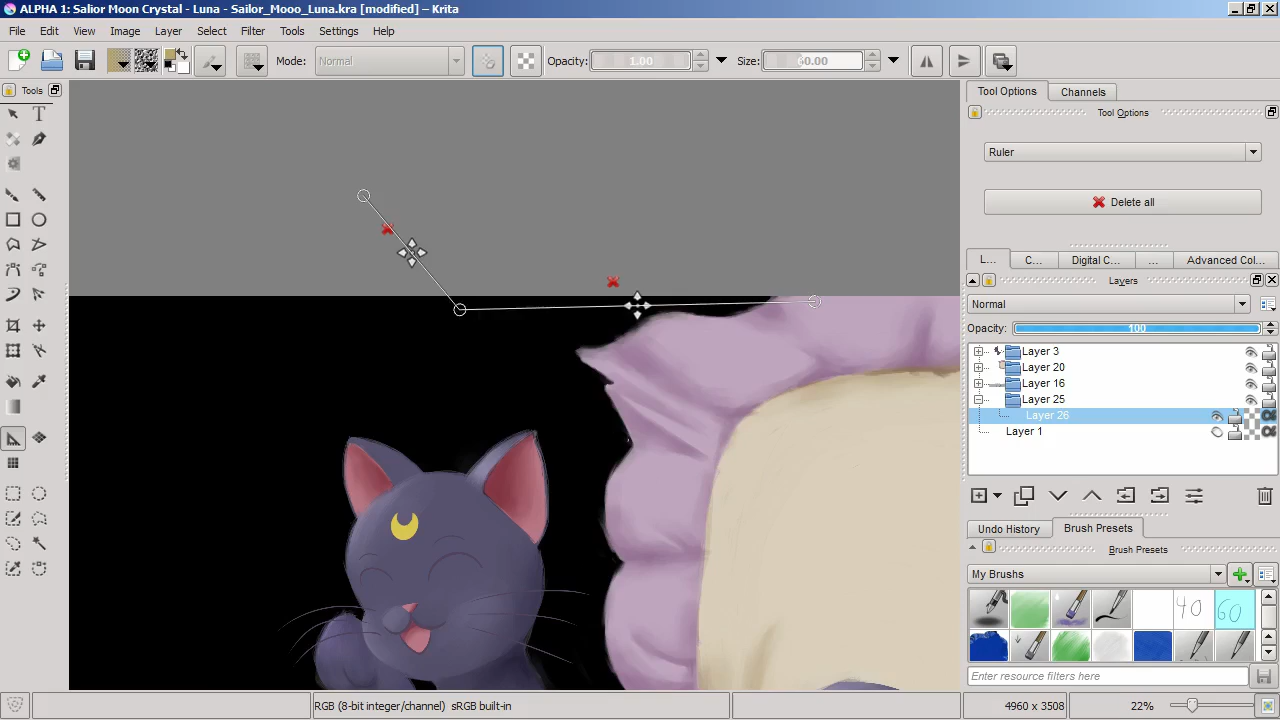 ALPHA 1: Salior Moon Crystal - Luna - Sailor_Mooo_Luna.kra [modified] – Krita
File Edit View Image Layer Filter Tools Settings Help
Mode: Normal Opacity: 1.00 Size: 60.00
Tools
Tool Options Channels
Tool Options
Ruler
Delete all
L... C... Digital C... ... Advanced Col...
Layers
Normal
Opacity: 100
Layer 3
Layer 20
Layer 16
Layer 25
Layer 26
Layer 1
Undo History Brush Presets
Brush Presets
My Brushes
40 60
Enter resource filters here
RGB (8-bit integer/channel) sRGB built-in 4960 x 3508 22%